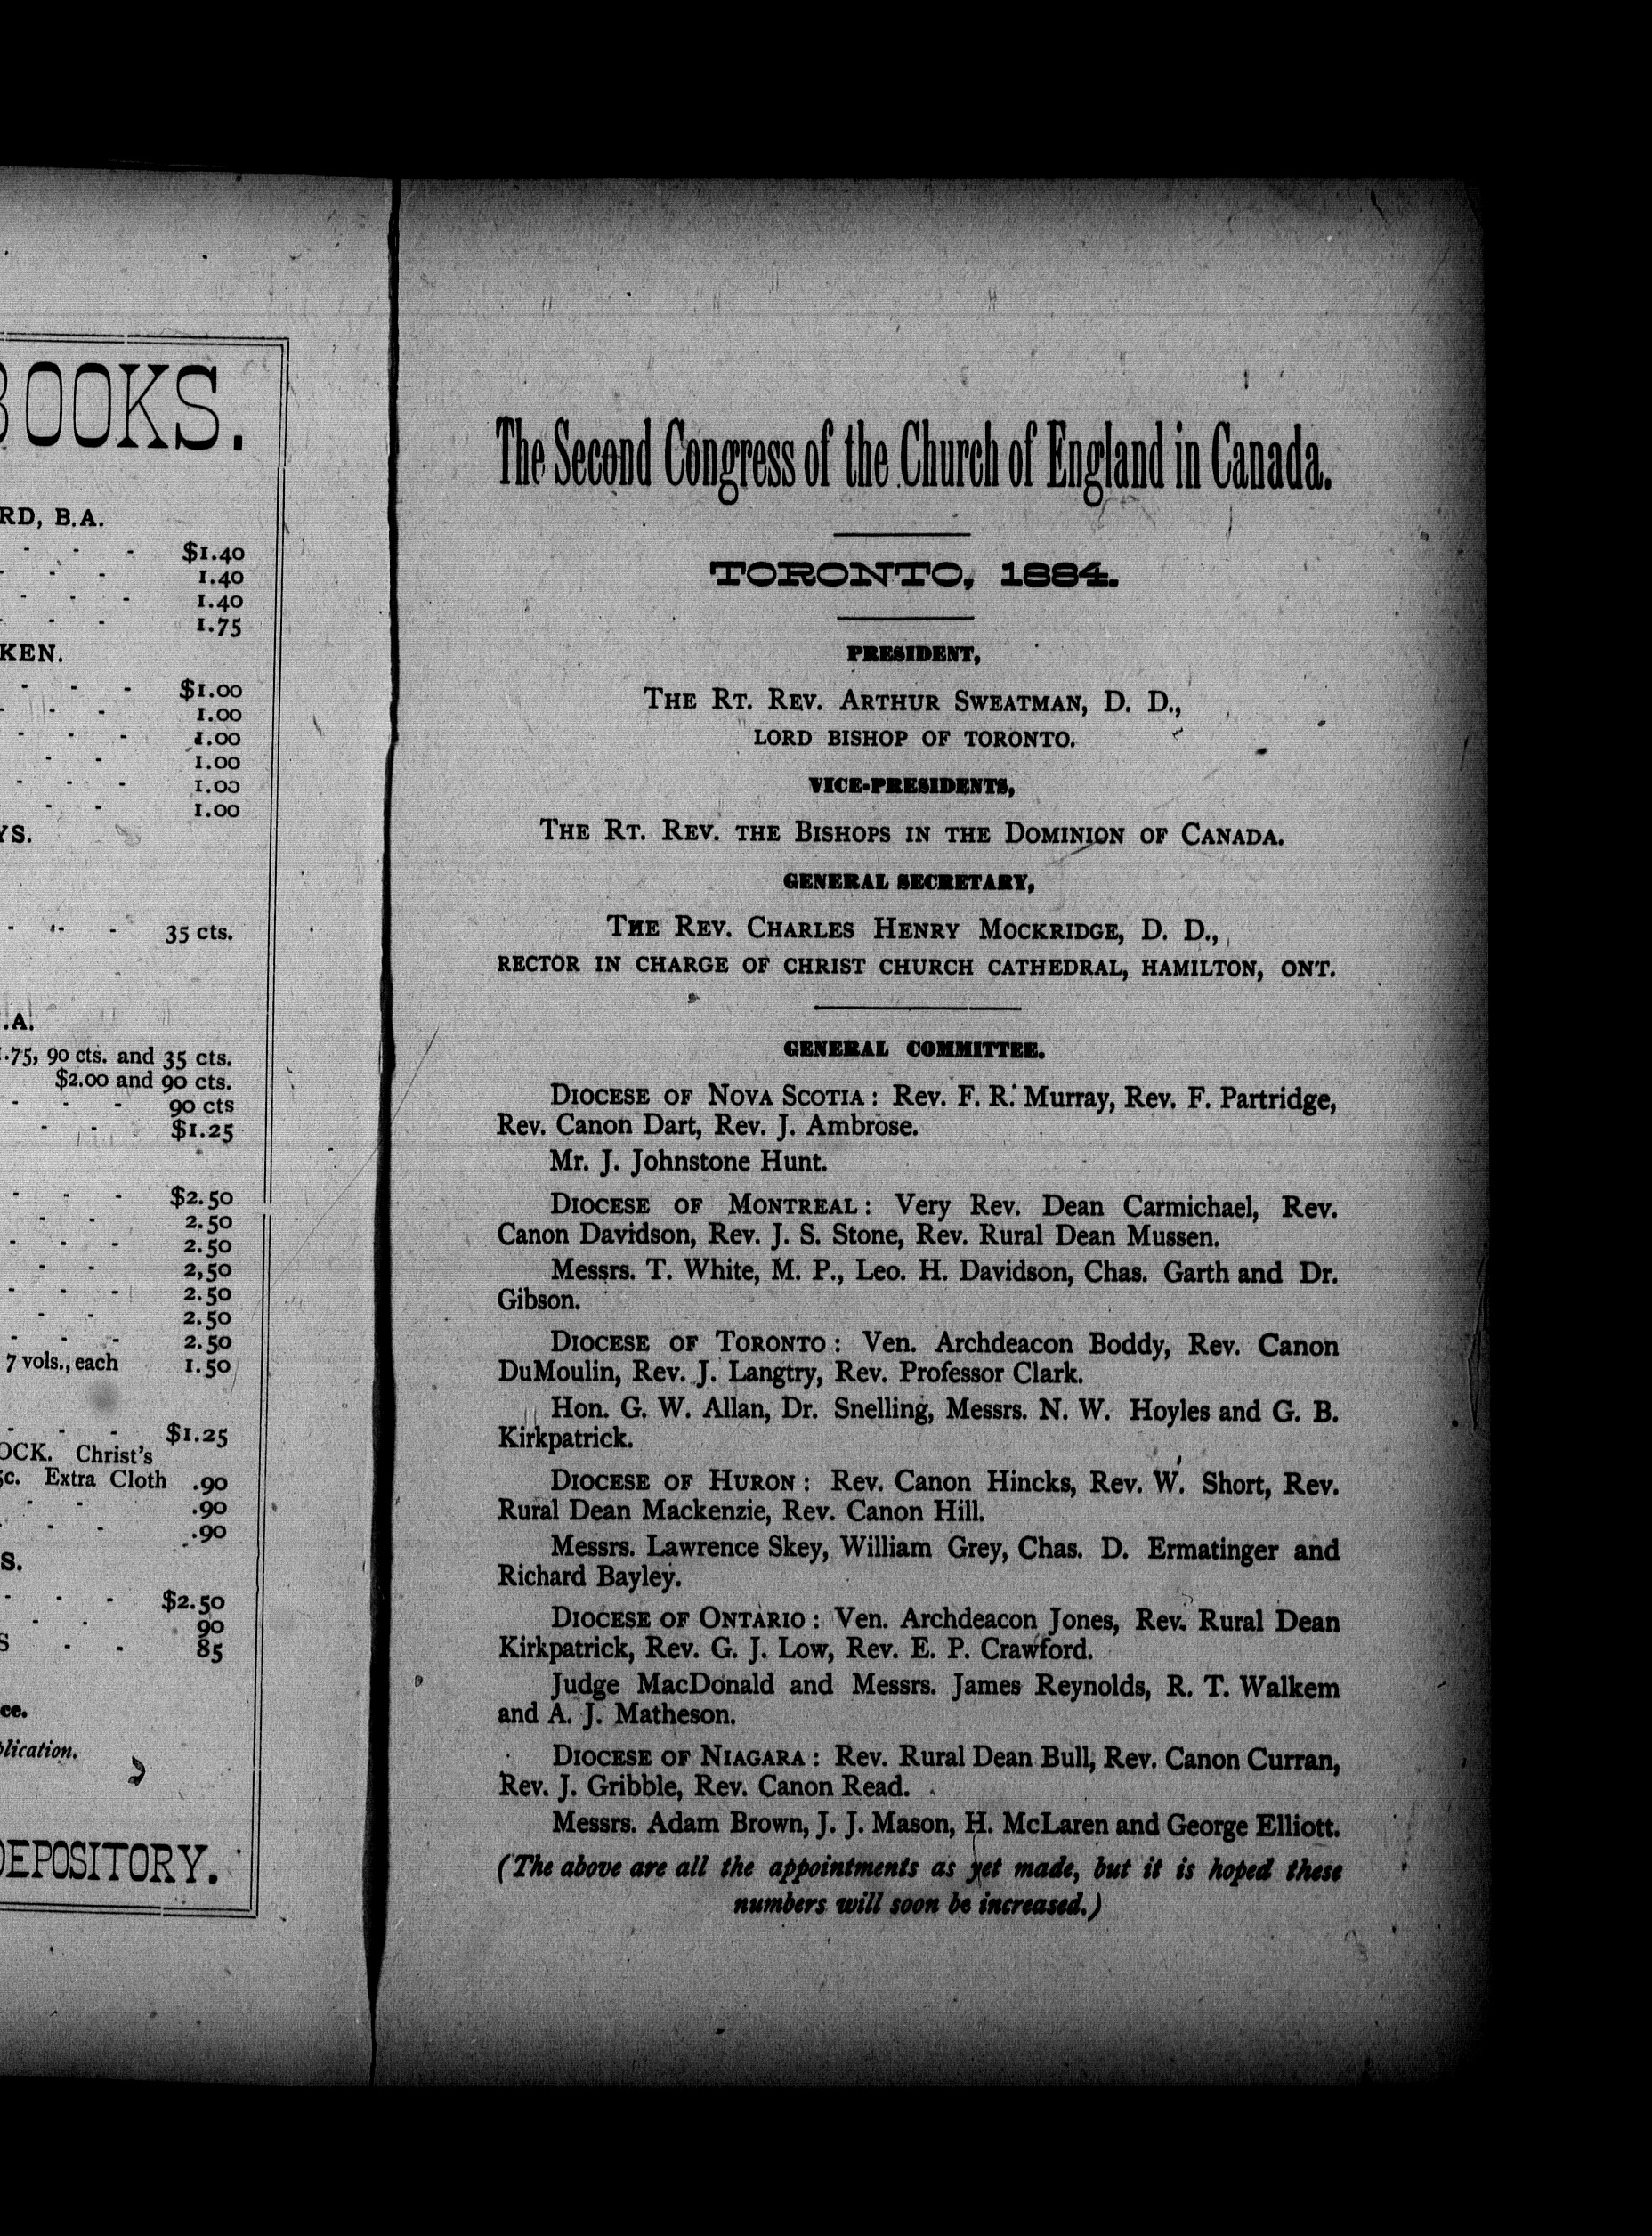 BOOKS.
RD, B.A.
- - - $1.40
- - - 1.40
- - - 1.40
- - - 1.75
KEN.
- - - $1.00
- - - 1.00
- - - 1.00
- - - 1.00
- - - 1.00
- - 1.00
YS.
- - - 35 cts.
.A.
.75, 90 cts. and 35 cts.
$2.00 and 90 cts.
- - - 90 cts
- - - $1.25
- - - $2.50
- - 2.50
- - - 2.50
- - 2,50
- - - 2.50
- - 2.50
- - - 2.50
7 vols., each 1.50
- - - $1.25
OCK. Christ's
c. Extra Cloth .90
- - .90
- - .90
S.
- - - $2.50
- - - 90
S - - 85
ce.
plication.
DEPOSITORY.
The Second Congress of the Church of England in Canada.
TORONTO, 1884.
PRESIDENT,
THE RT. REV. ARTHUR SWEATMAN, D. D.,
LORD BISHOP OF TORONTO.
VICE-PRESIDENTS,
THE RT. REV. THE BISHOPS IN THE DOMINION OF CANADA.
GENERAL SECRETARY,
THE REV. CHARLES HENRY MOCKRIDGE, D. D.,
RECTOR IN CHARGE OF CHRIST CHURCH CATHEDRAL, HAMILTON, ONT.
GENERAL COMMITTEE.
DIOCESE OF NOVA SCOTIA: Rev. F. R. Murray, Rev. F. Partridge,
Rev. Canon Dart, Rev. J. Ambrose.
Mr. J. Johnstone Hunt.
DIOCESE OF MONTREAL: Very Rev. Dean Carmichael, Rev.
Canon Davidson, Rev. J. S. Stone, Rev. Rural Dean Mussen.
Messrs. T. White, M. P., Leo. H. Davidson, Chas. Garth and Dr.
Gibson.
DIOCESE OF TORONTO: Ven. Archdeacon Boddy, Rev. Canon
DuMoulin, Rev. J. Langtry, Rev. Professor Clark.
Hon. G. W. Allan, Dr. Snelling, Messrs. N. W. Hoyles and G. B.
Kirkpatrick.
DIOCESE OF HURON: Rev. Canon Hincks, Rev. W. Short, Rev.
Rural Dean Mackenzie, Rev. Canon Hill.
Messrs. Lawrence Skey, William Grey, Chas. D. Ermatinger and
Richard Bayley.
DIOCESE OF ONTARIO: Ven. Archdeacon Jones, Rev. Rural Dean
Kirkpatrick, Rev. G. J. Low, Rev. E. P. Crawford.
Judge MacDonald and Messrs. James Reynolds, R. T. Walkem
and A. J. Matheson.
DIOCESE OF NIAGARA: Rev. Rural Dean Bull, Rev. Canon Curran,
Rev. J. Gribble, Rev. Canon Read.
Messrs. Adam Brown, J. J. Mason, H. McLaren and George Elliott.
(The above are all the appointments as yet made, but it is hoped these
numbers will soon be increased.)